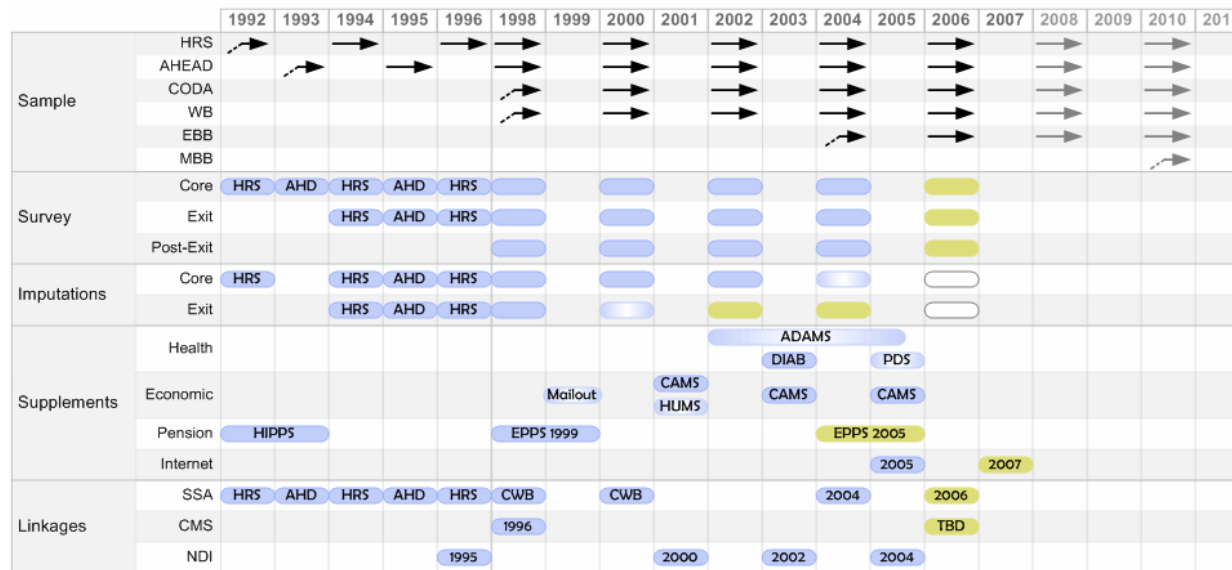 1992 1993 1994 1995 1996 1998 1999 2000 2001 2002 2003 2004 2005 2006 2007 2008 2009 2010 201
Sample
HRS
AHEAD
CODA
WB
EBB
MBB
Survey
Core HRS AHD HRS AHD HRS
Exit HRS AHD HRS
Post-Exit
Imputations
Core HRS HRS AHD HRS
Exit HRS AHD HRS
Supplements
Health ADAMS
DIAB PDS
Economic Mailout CAMS CAMS CAMS
HUMS
Pension HIPPS EPPS 1999 EPPS 2005
Internet 2005 2007
Linkages
SSA HRS AHD HRS AHD HRS CWB CWB 2004 2006
CMS 1996 TBD
NDI 1995 2000 2002 2004